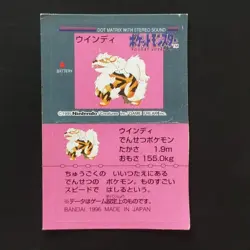 DOT MATRIX WITH STEREO SOUND
ウインディ
ポケットモンスター
BATTERY
©1995 Nintendo/Creatures inc/GAME FREAK inc.
ウインディ
でんせつポケモン
たかさ 1.9m
おもさ 155.0kg
ちゅうごくの いいつたえにある
でんせつの ポケモン。ものすごい
スピードで はしるという。
※データはゲーム設定上のものです。
BANDAI 1996 MADE IN JAPAN